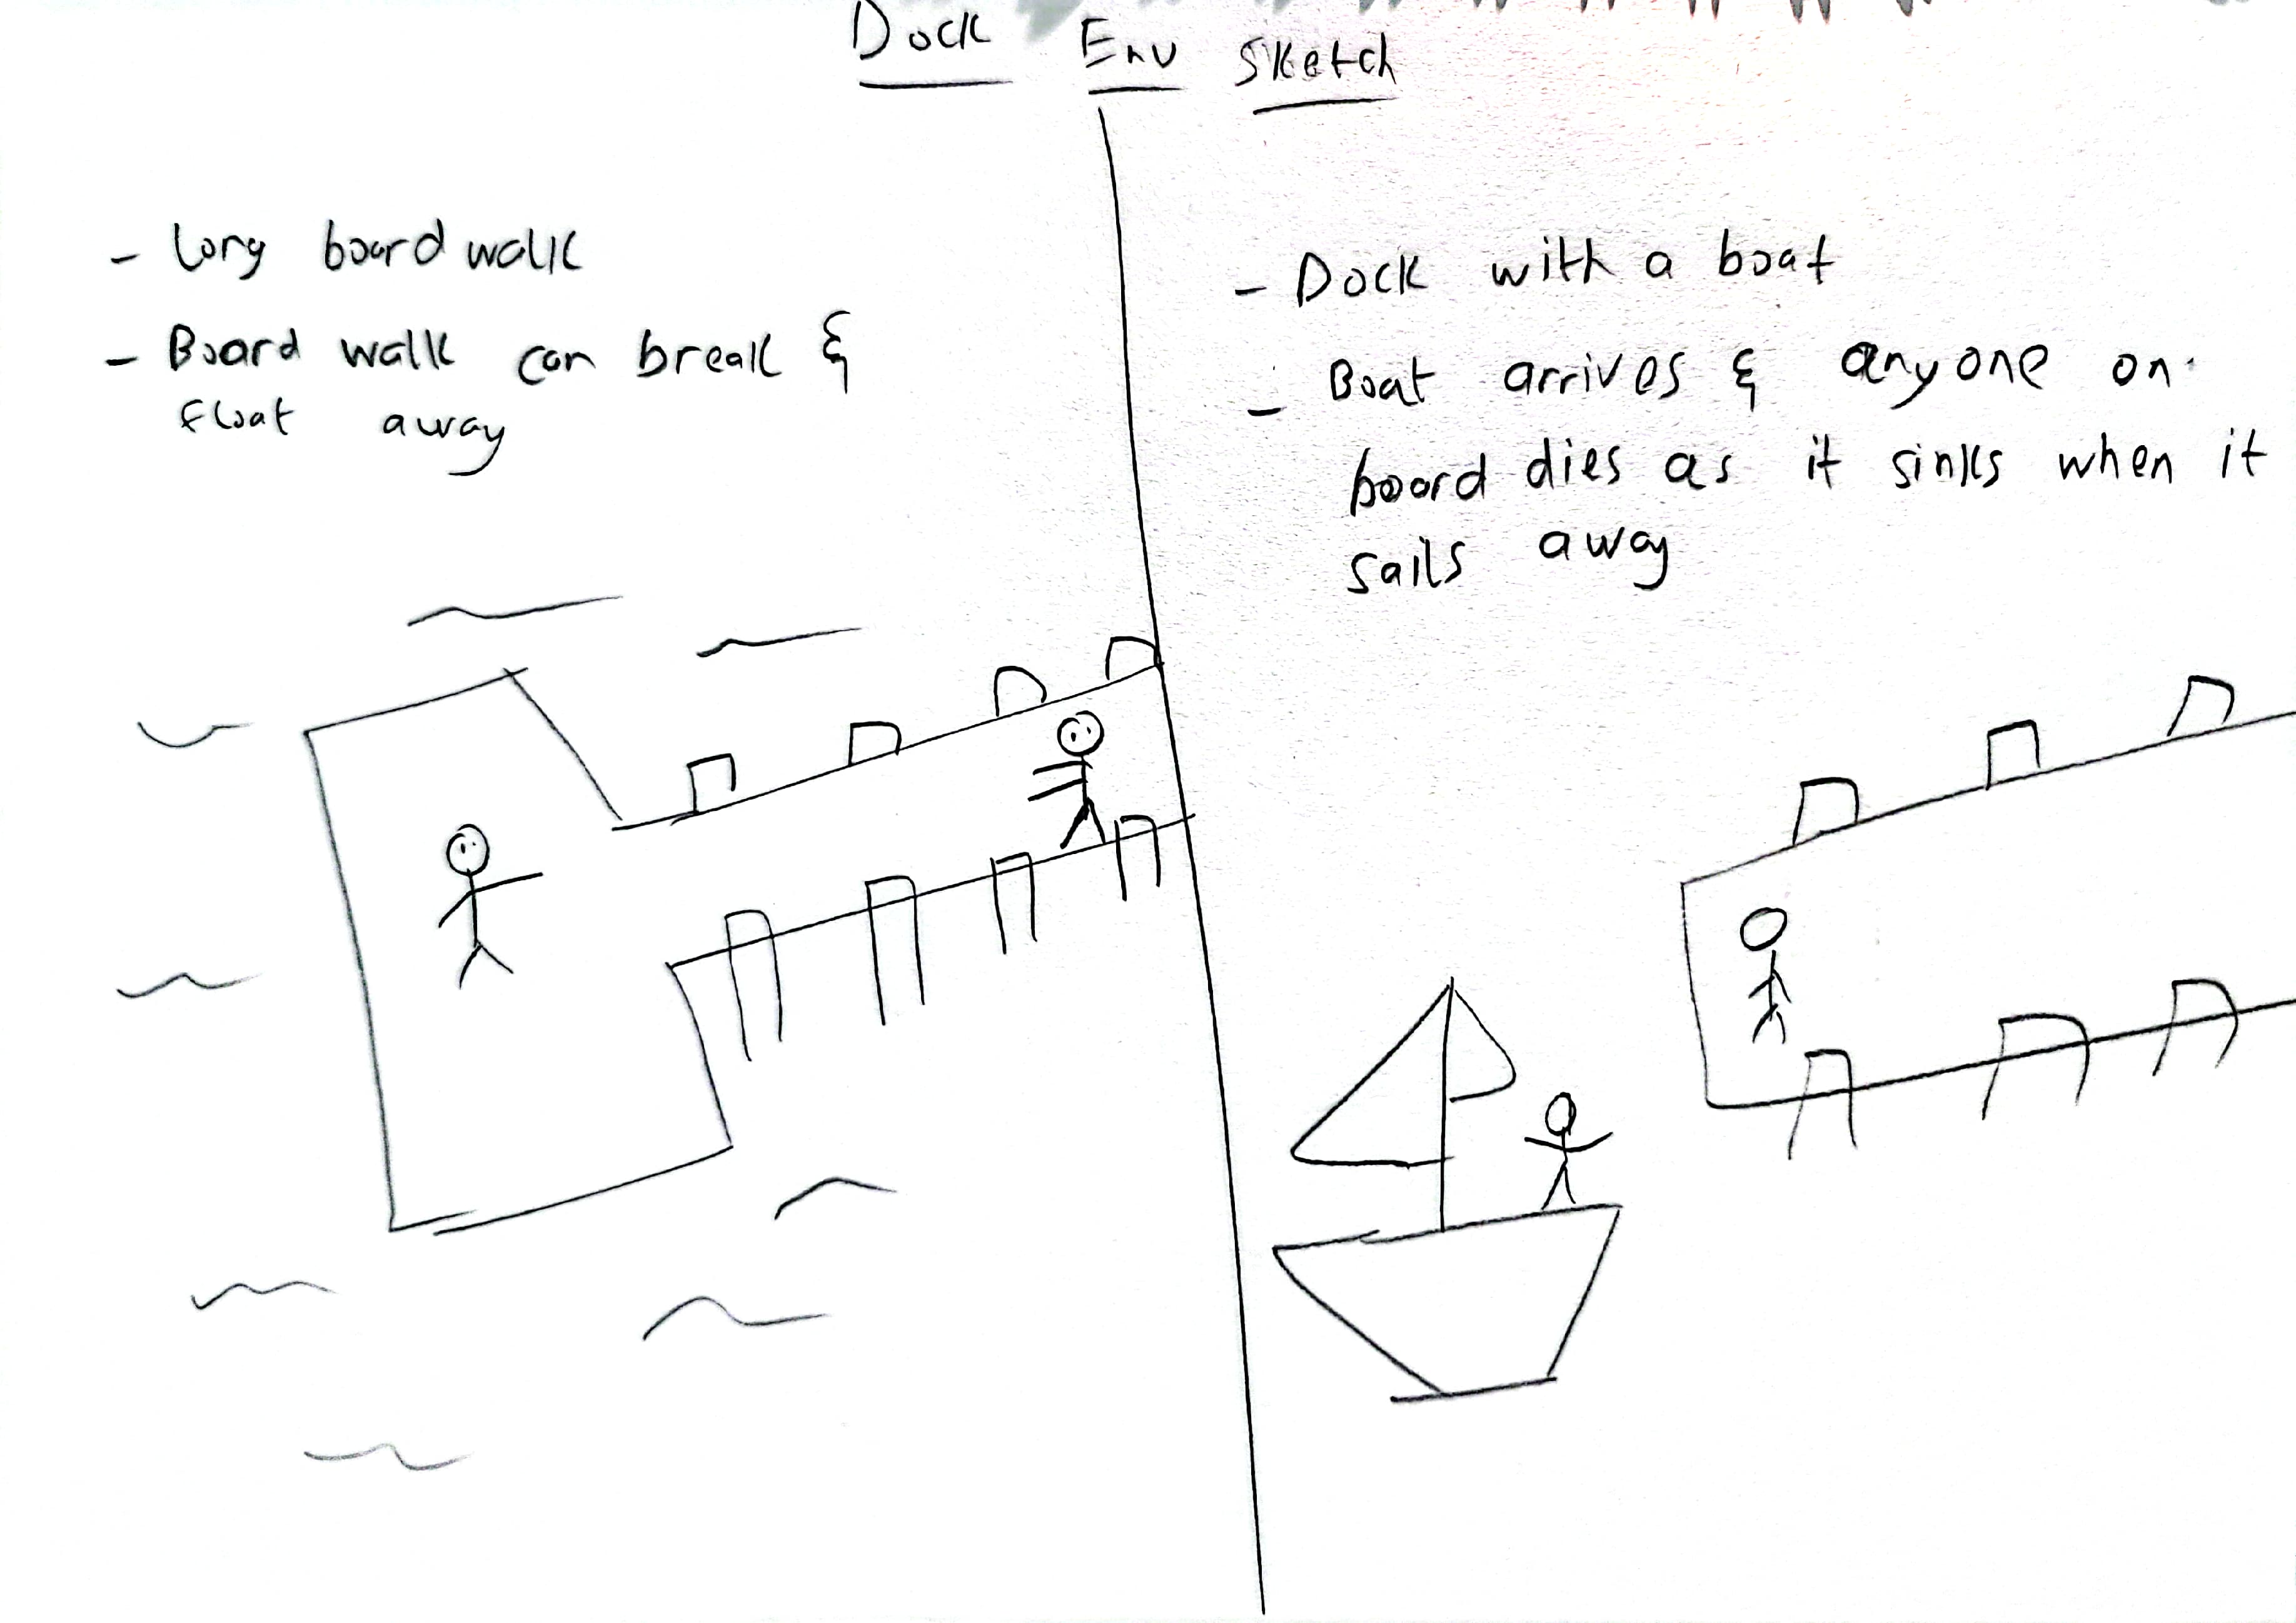 Dock Env Sketch
- Long board walk
- Board walk can break &
float away
- Dock with a boat
- Boat arrives & anyone on
board dies as it sinks when it
sails away